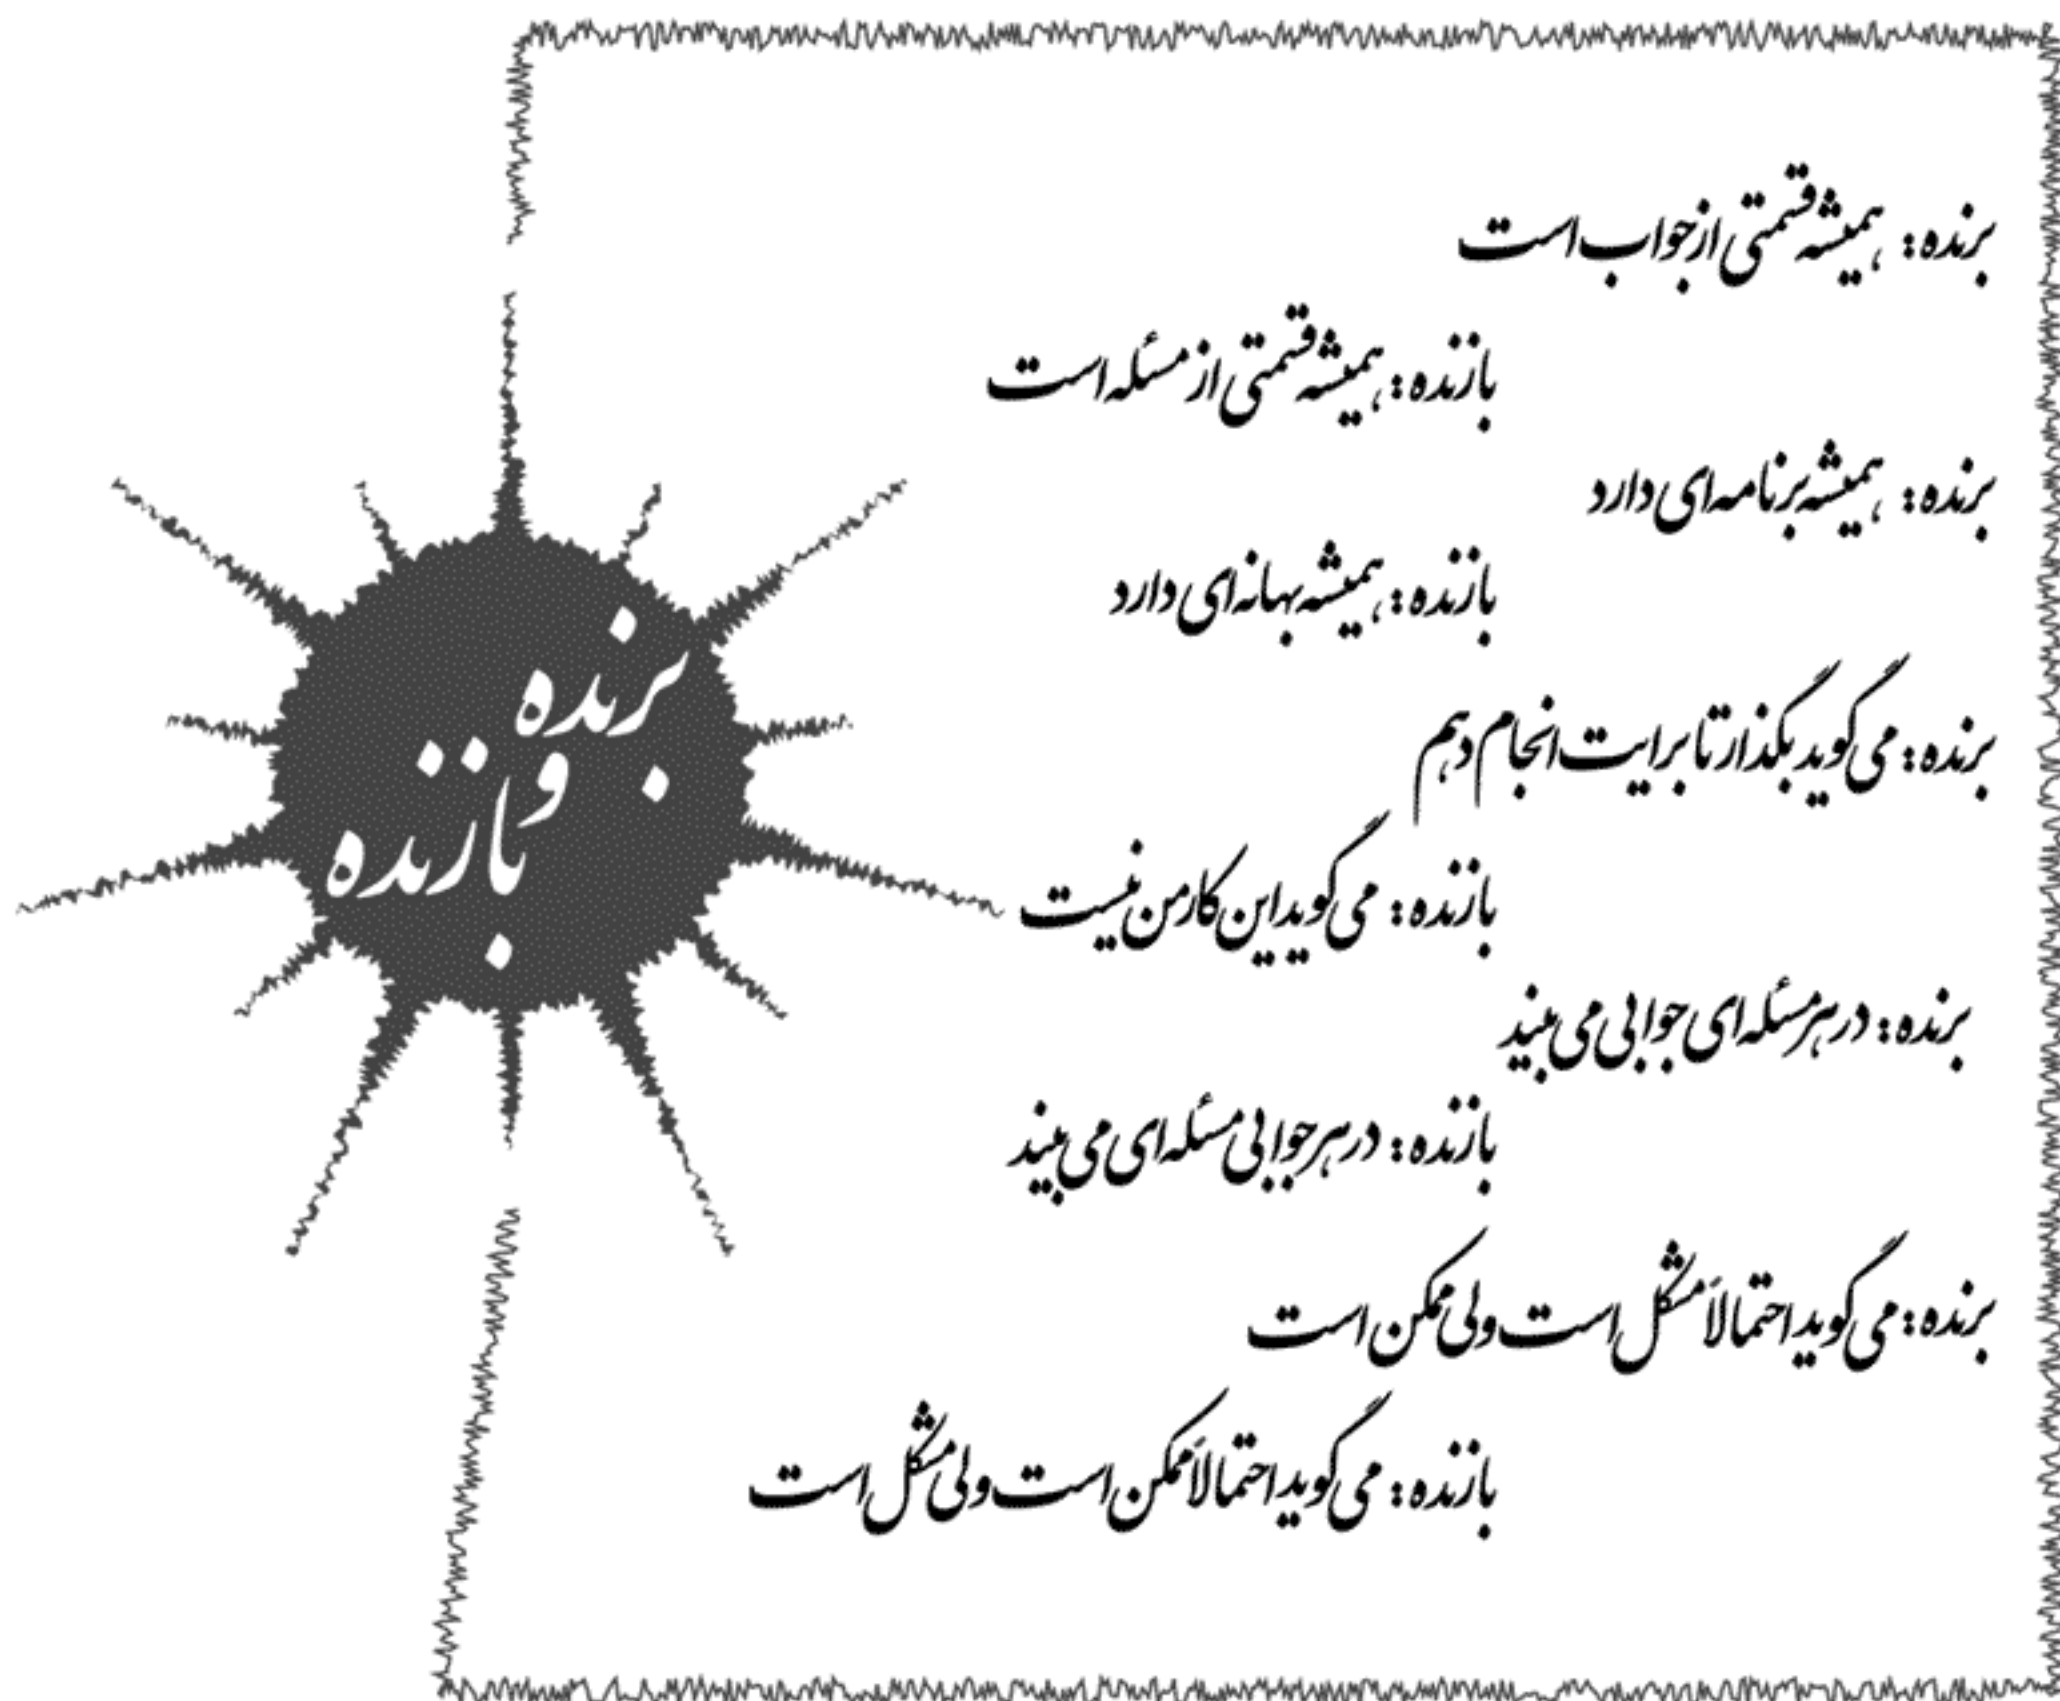 برنده
و
بازنده
برنده: همیشه قسمتی از جواب است
بازنده: همیشه قسمتی از مسئله است
برنده: همیشه برنامه‌ای دارد
بازنده: همیشه بهانه‌ای دارد
برنده: می‌گوید بگذار تا برایت انجام دهم
بازنده: می‌گوید این کار من نیست
برنده: در هر مسئله‌ای جوابی می‌بیند
بازنده: در هر جوابی مسئله‌ای می‌بیند
برنده: می‌گوید احتمالاً مشکل است ولی ممکن است
بازنده: می‌گوید احتمالاً ممکن است ولی مشکل است